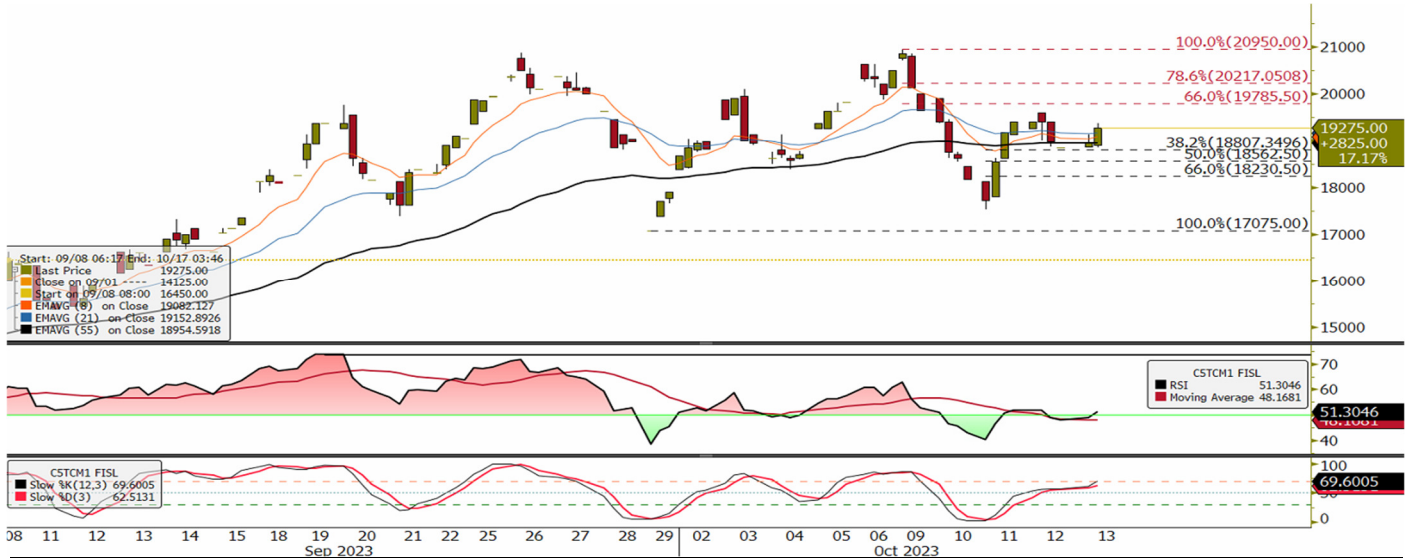 100.0%(20950.00)
21000
78.6%(20217.0508)
20000
66.0%(19785.50)
19275.00
+2825.00
17.17%
38.2%(18807.3496)
50.0%(18562.50)
66.0%(18230.50)
18000
100.0%(17075.00)
17000
16000
15000
Start: 09/08 06:17 End: 10/17 03:46
Last Price 19275.00
Close on 09/01 ----- 14125.00
Start on 09/08 08:00 16450.00
EMAVG (8) on Close 19082.127
EMAVG (21) on Close 19152.8926
EMAVG (55) on Close 18954.5918
70
60
C5TCM1 FISL
RSI 51.3046
Moving Average 48.1681
51.3046
48.1681
40
C5TCM1 FISL
Slow %K(12,3) 69.6005
Slow %D(3) 62.5131
100
69.6005
50
0
08 11 12 13 14 15 18 19 20 21 22 25 26 27 28 29 02 03 04 05 06 09 10 11 12 13
Sep 2023 Oct 2023